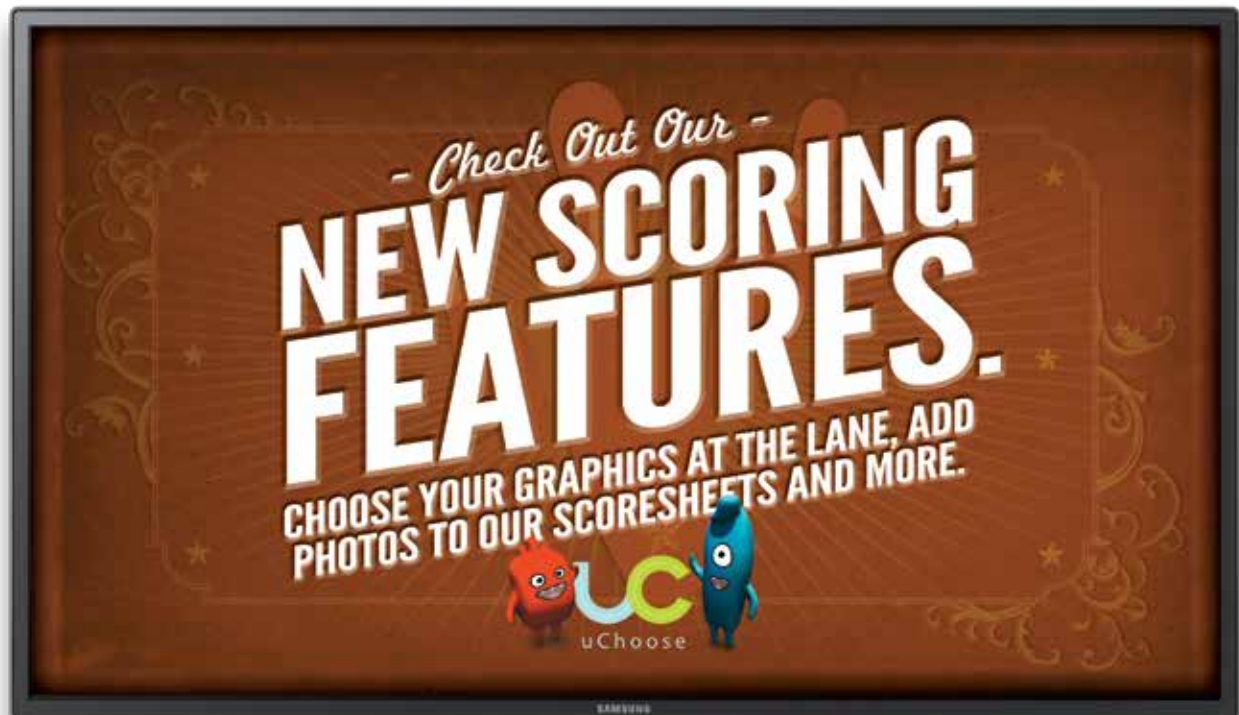 - Check Out Our -
NEW SCORING
FEATURES.
CHOOSE YOUR GRAPHICS AT THE LANE, ADD
PHOTOS TO OUR SCORESHEETS AND MORE.
UC
uChoose
SAMSUNG